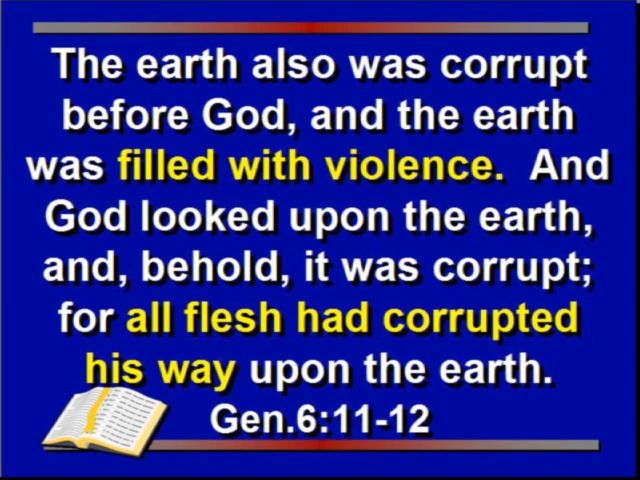 The earth also was corrupt
before God, and the earth
was filled with violence.  And
God looked upon the earth,
and, behold, it was corrupt;
for all flesh had corrupted
his way upon the earth.
Gen.6:11-12